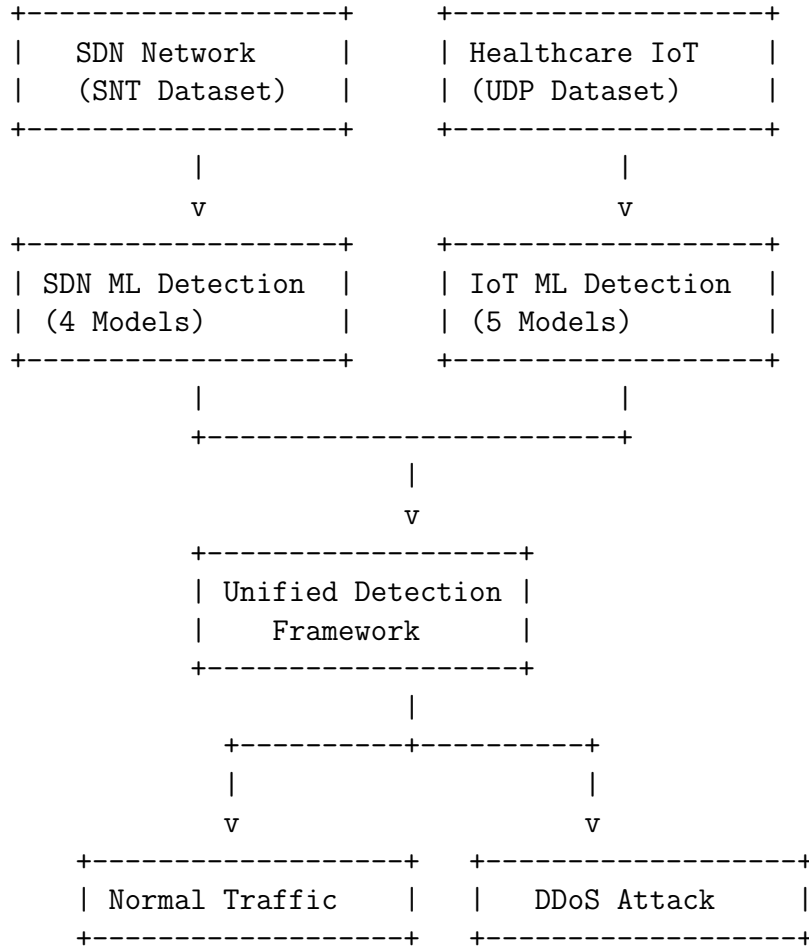 SDN Network
(SNT Dataset)
Healthcare IoT
(UDP Dataset)
v
v
SDN ML Detection
(4 Models)
IoT ML Detection
(5 Models)
v
Unified Detection
Framework
v
v
Normal Traffic
DDoS Attack